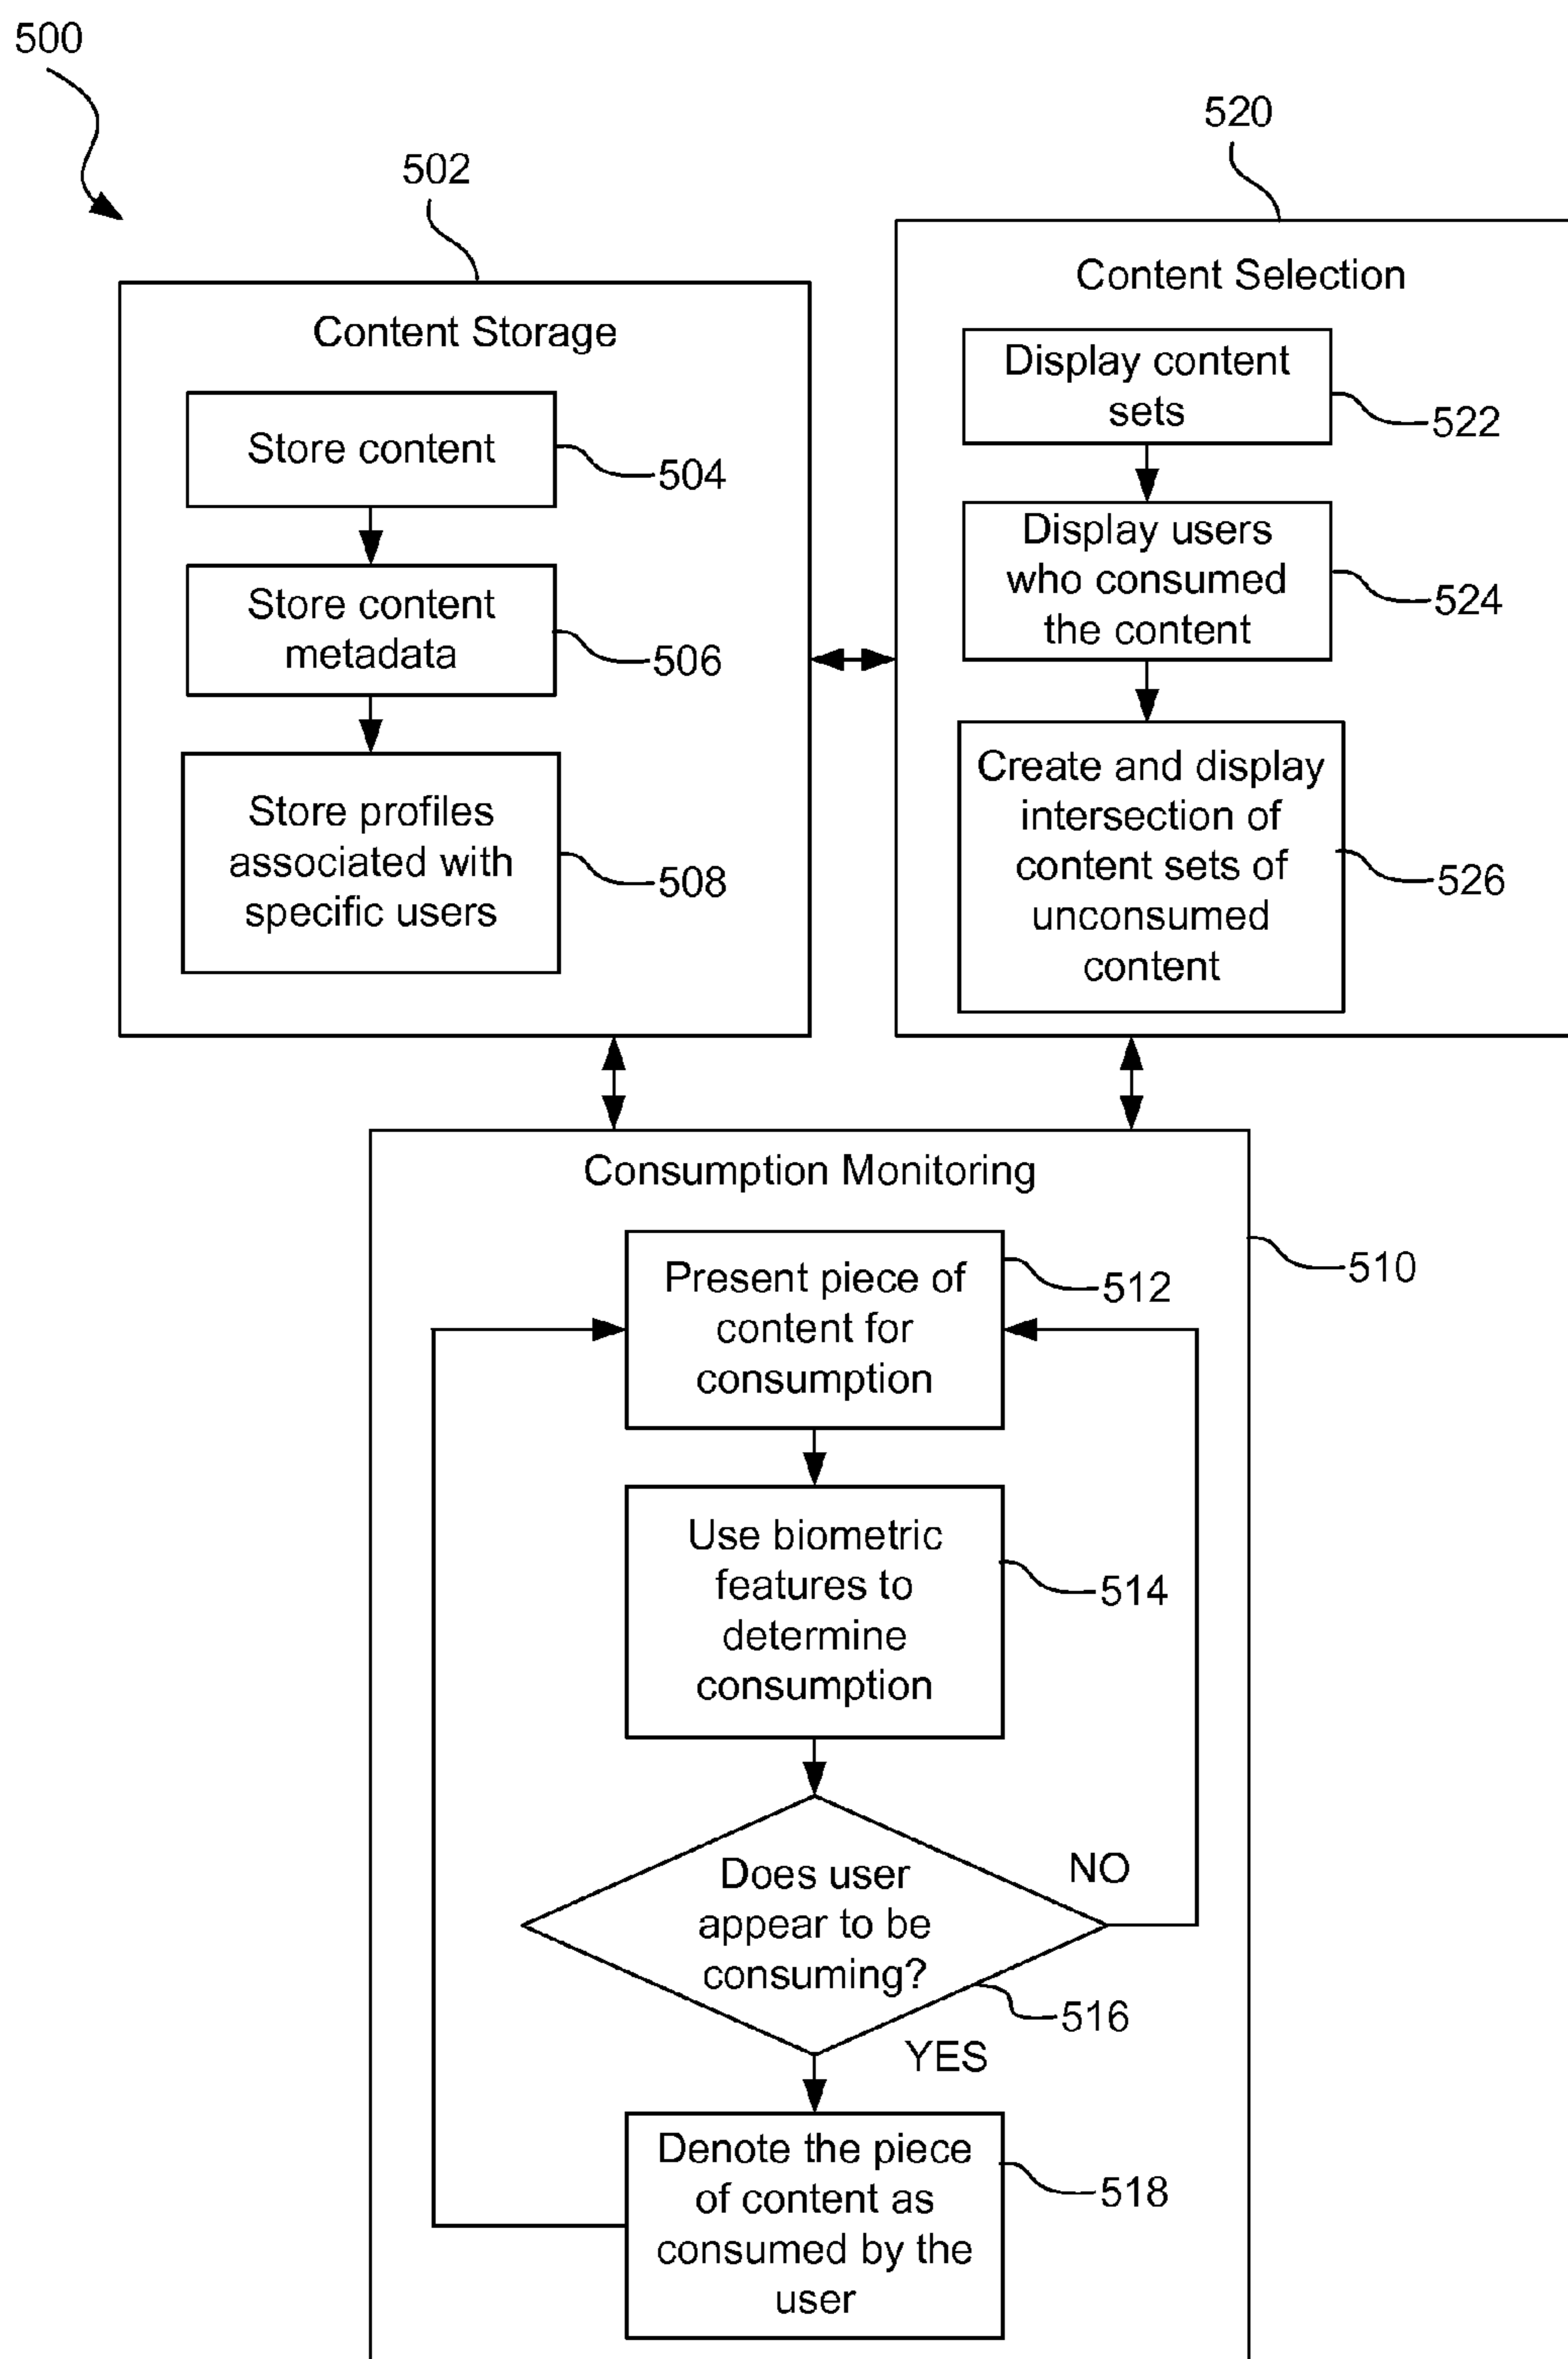 500
520
502
Content Storage
Store content
504
Store content
metadata
506
Store profiles
associated with
specific users
508
Content Selection
Display content
sets
522
Display users
who consumed
the content
524
Create and display
intersection of
content sets of
unconsumed
content
526
Consumption Monitoring
510
Present piece of
content for
consumption
512
Use biometric
features to
determine
consumption
514
Does user
appear to be
consuming?
NO
516
YES
Denote the piece
of content as
consumed by the
user
518